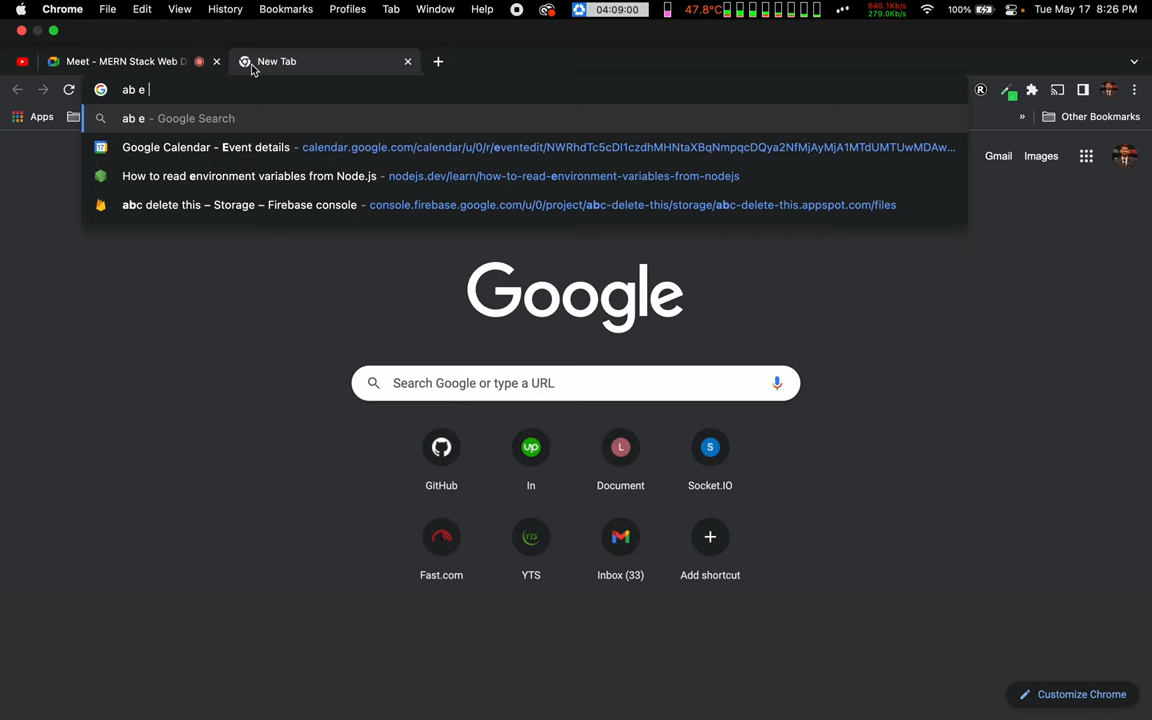 Chrome File Edit View History Bookmarks Profiles Tab Window Help 04:09:00 47.8°C 640.1Kb/s 279.0Kb/s 100% Tue May 17 8:26 PM
Meet - MERN Stack Web D New Tab
ab e
Apps » Other Bookmarks
ab e - Google Search
Google Calendar - Event details - calendar.google.com/calendar/u/0/r/eventedit/NWRhdTc5cDI1czdhMHNtaXBqNmpqcDQya2NfMjAyMjA1MTdUMTUwMDAw...
How to read environment variables from Node.js - nodejs.dev/learn/how-to-read-environment-variables-from-nodejs
abc delete this – Storage – Firebase console - console.firebase.google.com/u/0/project/abc-delete-this/storage/abc-delete-this.appspot.com/files
Gmail Images
Google
Search Google or type a URL
GitHub In Document Socket.IO
Fast.com YTS Inbox (33) Add shortcut
Customize Chrome